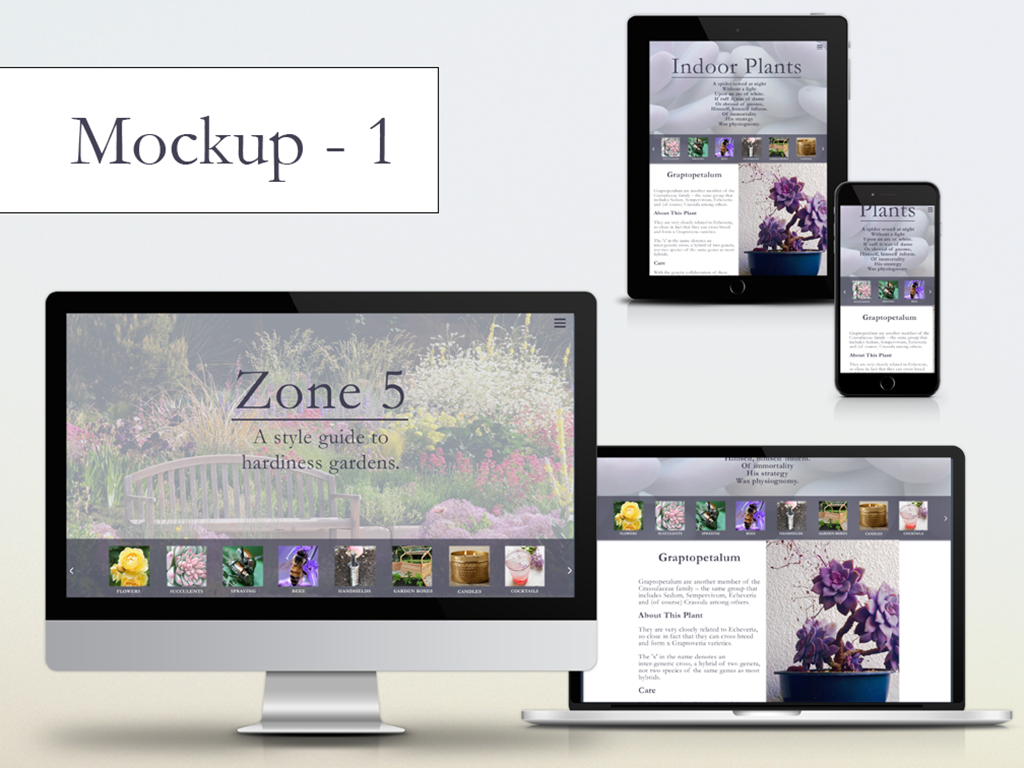 Mockup - 1
Indoor Plants
A spider sewed at night
Without a light
Upon an arc of white.
If ruff it was of dame
Or shroud of gnome,
Himself, himself inform.
Of immortality
His strategy
Was physiognomy.
Graptopetalum
Graptopetalum are another member of the
Crassulaceae family – the same group that
includes Sedum, Sempervivum, Echeveria
and (of course) Crassula among others.
About This Plant
They are very closely related to Echeveria,
so close in fact that they can cross breed
and form a Graptoveria varieties.
The 'x' in the name denotes an
inter-generic cross, a hybrid of two genera,
not two species of the same genus as most
hybrids.
Care
With the genetic collaboration of these
Plants
A spider sewed at night
Without a light
Upon an arc of white.
If ruff it was of dame
Or shroud of gnome,
Himself, himself inform.
Of immortality
His strategy
Was physiognomy.
Graptopetalum
Graptopetalum are another member of the
Crassulaceae family – the same group that
includes Sedum, Sempervivum, Echeveria
and (of course) Crassula among others.
About This Plant
They are very closely related to Echeveria,
so close in fact that they can cross breed
Zone 5
A style guide to
hardiness gardens.
FLOWERS SUCCULENTS SPRAYING BEES HANDHELDS GARDEN BOXES CANDLES COCKTAILS
Himself, himself inform.
Of immortality
His strategy
Was physiognomy.
FLOWERS SUCCULENTS SPRAYING BEES HANDHELDS GARDEN BOXES CANDLES COCKTAILS
Graptopetalum
Graptopetalum are another member of the
Crassulaceae family – the same group that
includes Sedum, Sempervivum, Echeveria
and (of course) Crassula among others.
About This Plant
They are very closely related to Echeveria,
so close in fact that they can cross breed
and form a Graptoveria varieties.
The 'x' in the name denotes an
inter-generic cross, a hybrid of two genera,
not two species of the same genus as most
hybrids.
Care